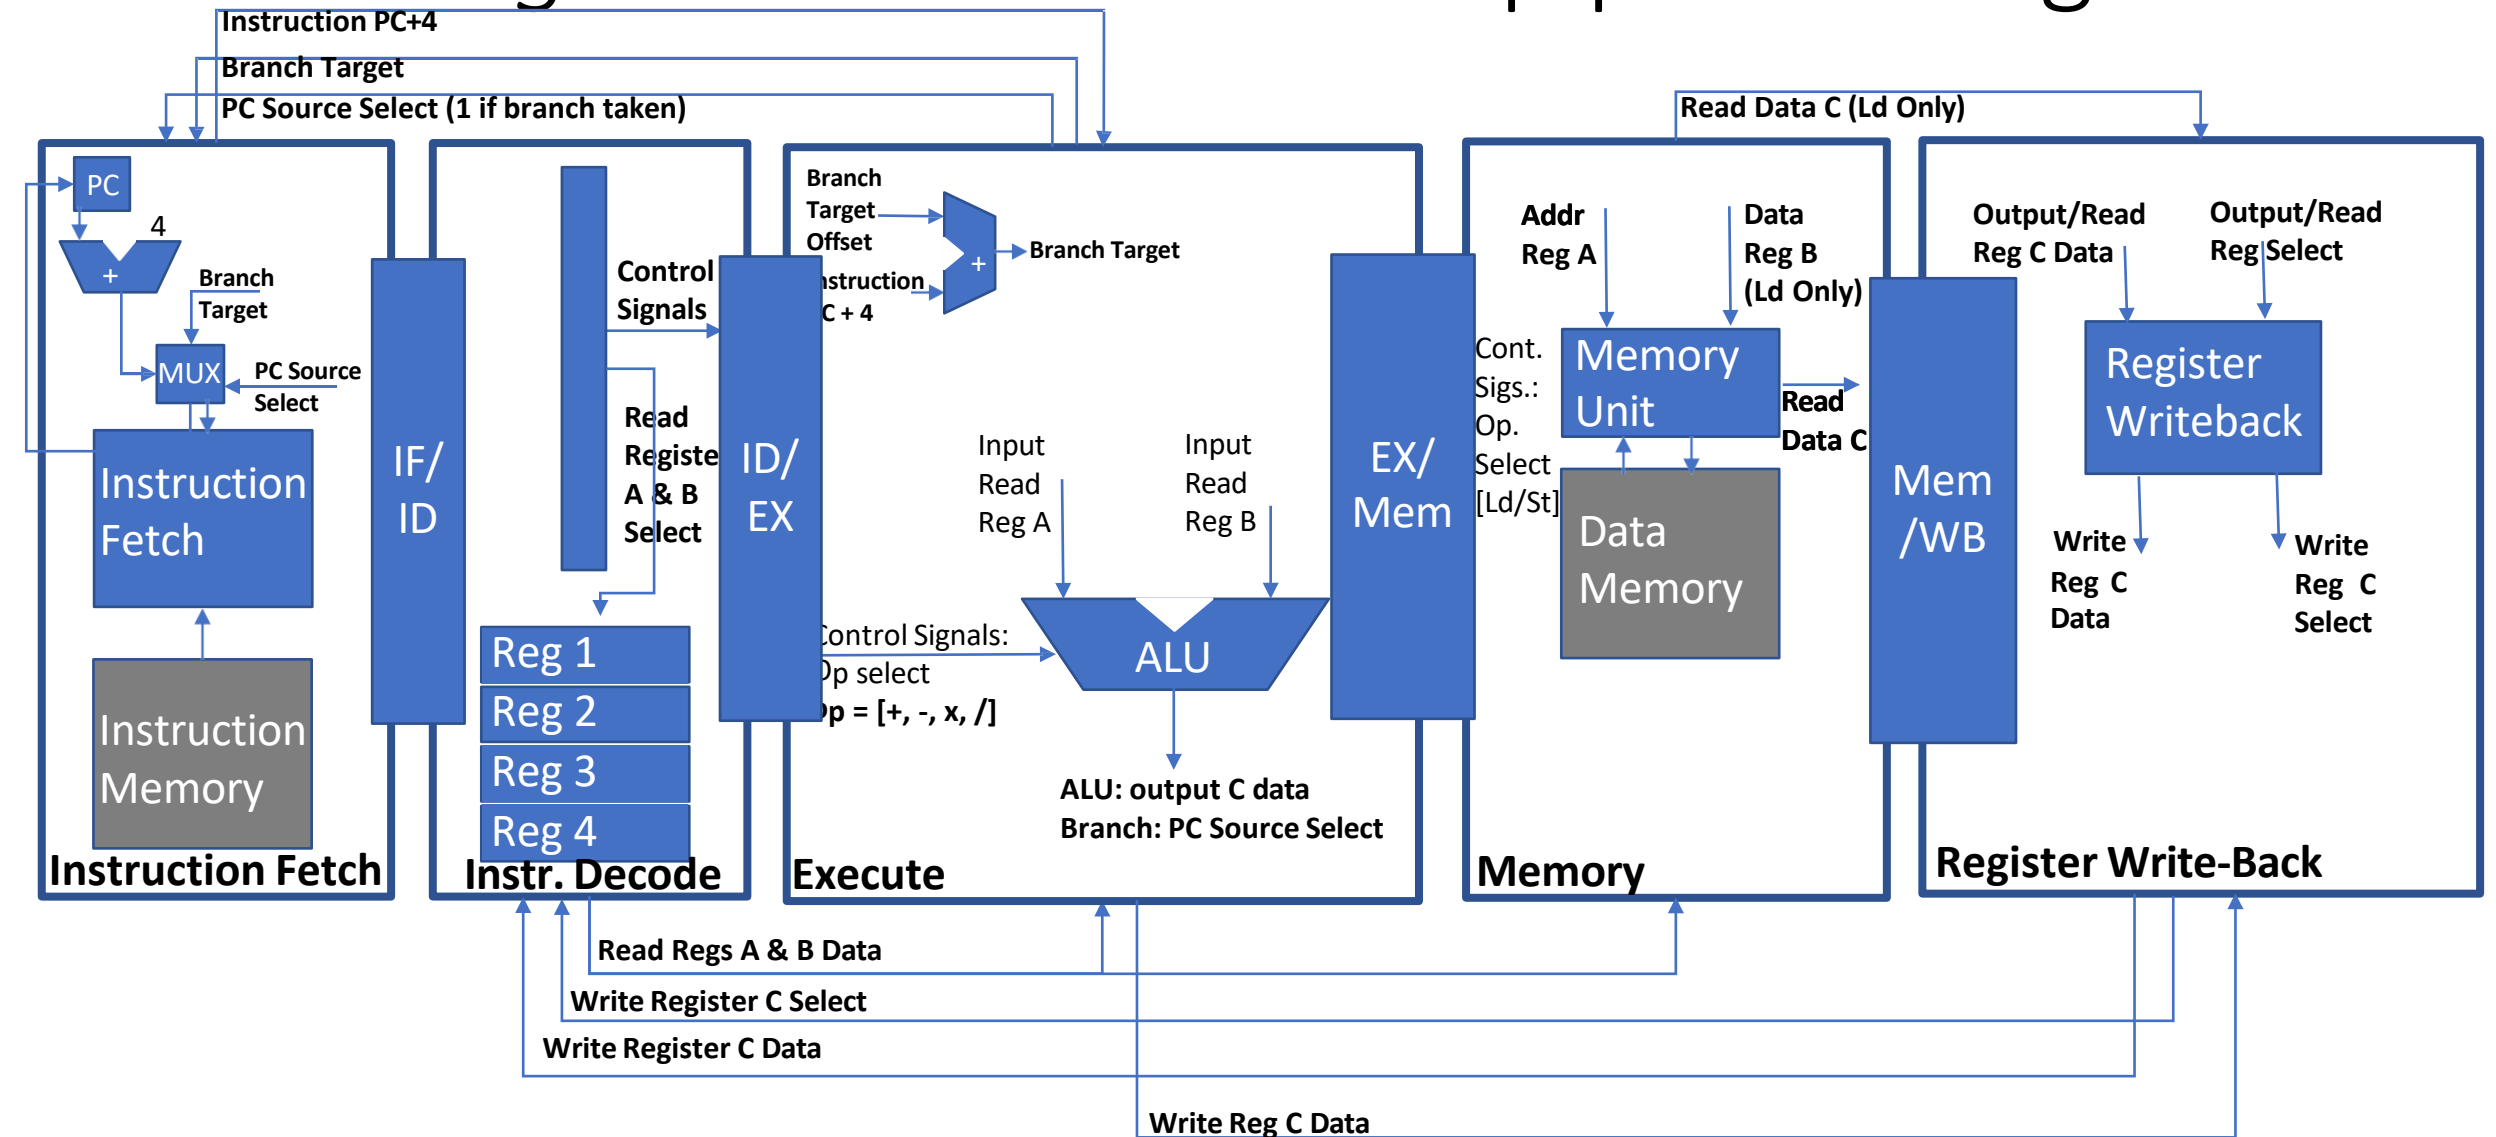 Instruction PC+4
Branch Target
PC Source Select (1 if branch taken)
Read Data C (Ld Only)
PC
4
+
Branch
Target
MUX
PC Source
Select
Instruction
Fetch
Instruction
Memory
Instruction Fetch
IF/
ID
Control
Signals
Read
Registe
A & B
Select
Reg 1
Reg 2
Reg 3
Reg 4
Instr. Decode
ID/
EX
Branch
Target
Offset
nstruction
C + 4
+
Branch Target
Input
Read
Reg A
Input
Read
Reg B
Control Signals:
Op select
Op = [+, -, x, /]
ALU
ALU: output C data
Branch: PC Source Select
Execute
EX/
Mem
Addr
Reg A
Data
Reg B
(Ld Only)
Cont.
Sigs.:
Op.
Select
[Ld/St]
Memory
Unit
Read
Data C
Data
Memory
Memory
Mem
/WB
Output/Read
Reg C Data
Output/Read
Reg Select
Register
Writeback
Write
Reg C
Data
Write
Reg C
Select
Register Write-Back
Read Regs A & B Data
Write Register C Select
Write Register C Data
Write Reg C Data